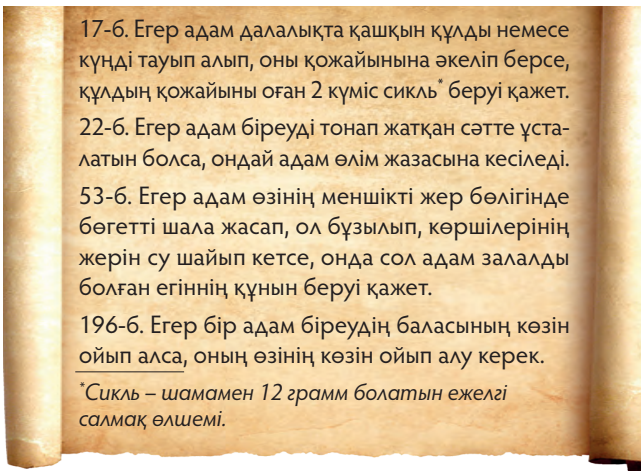 17-б. Егер адам далалықта қашқын құлды немесе
күңді тауып алып, оны қожайынына әкеліп берсе,
құлдың қожайыны оған 2 күміс сикль* беруі қажет.
22-б. Егер адам біреуді тонап жатқан сәтте ұста-
латын болса, ондай адам өлім жазасына кесіледі.
53-б. Егер адам өзінің меншікті жер бөлігінде
бөгетті шала жасап, ол бұзылып, көршілерінің
жерін су шайып кетсе, онда сол адам залалды
болған егіннің құнын беруі қажет.
196-б. Егер бір адам біреудің баласының көзін
ойып алса, оның өзінің көзін ойып алу керек.
*Сикль – шамамен 12 грамм болатын ежелгі
салмақ өлшемі.